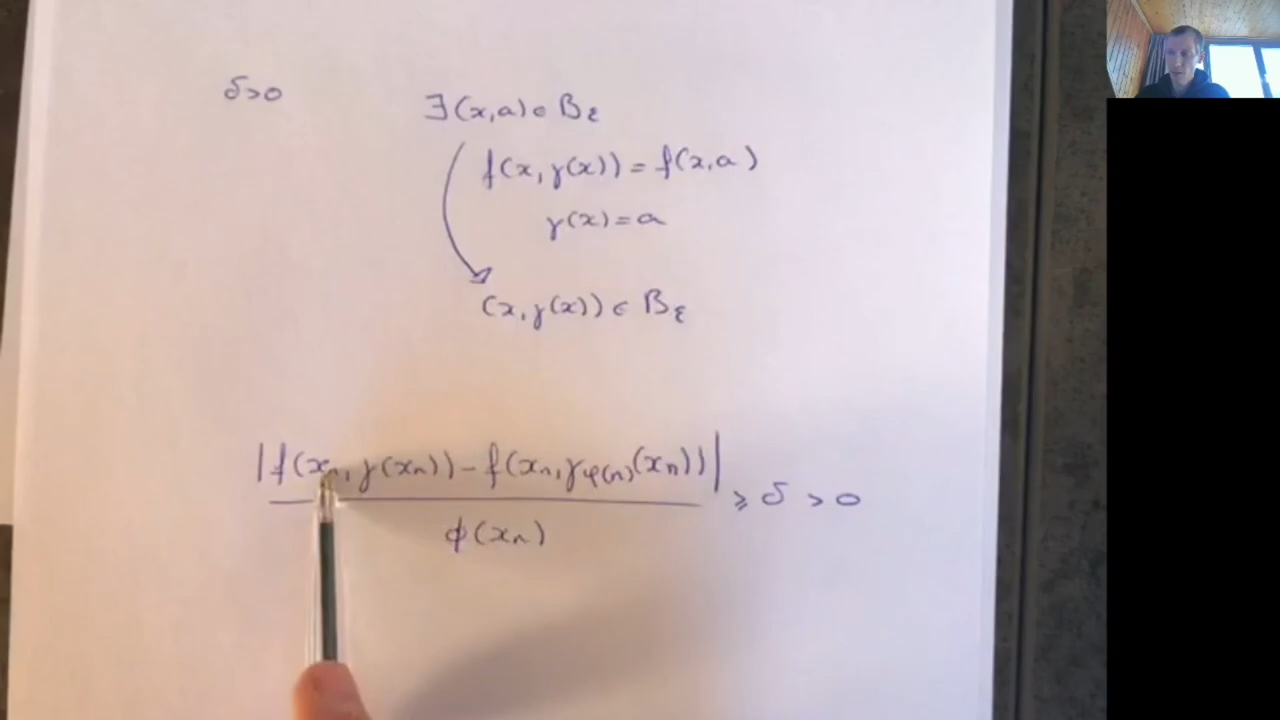 δ>0
∃(x,a)∈B_ε
f(x,γ(x))=f(x,a)
γ(x)=a
(x,γ(x))∈B_ε
|f(x_n,γ(x_n))-f(x_n,γ_φ(n)(x_n))|
/ ϕ(x_n) ≥ δ > 0